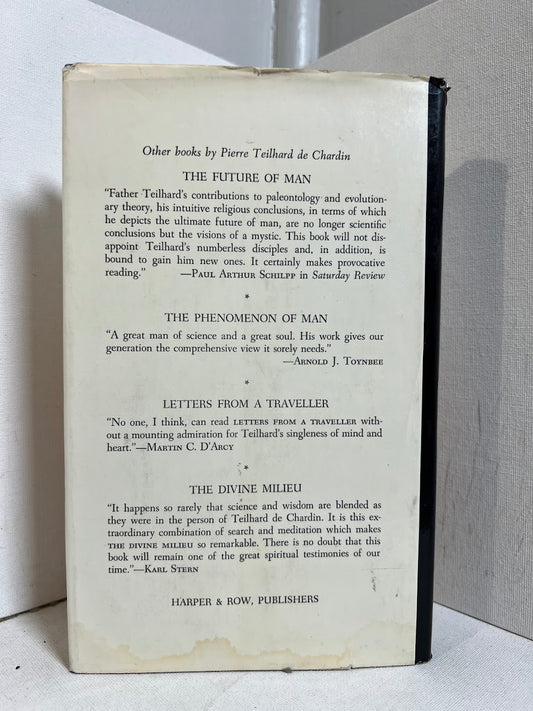 Other books by Pierre Teilhard de Chardin
THE FUTURE OF MAN
“Father Teilhard’s contributions to paleontology and evolution-
ary theory, his intuitive religious conclusions, in terms of which
he depicts the ultimate future of man, are no longer scientific
conclusions but the visions of a mystic. This book will not dis-
appoint Teilhard’s numberless disciples and, in addition, is
bound to gain him new ones. It certainly makes provocative
reading.” —PAUL ARTHUR SCHILPP in Saturday Review
*
THE PHENOMENON OF MAN
“A great man of science and a great soul. His work gives our
generation the comprehensive view it sorely needs.”
—ARNOLD J. TOYNBEE
*
LETTERS FROM A TRAVELLER
“No one, I think, can read LETTERS FROM A TRAVELLER with-
out a mounting admiration for Teilhard’s singleness of mind and
heart.”—MARTIN C. D’ARCY
*
THE DIVINE MILIEU
“It happens so rarely that science and wisdom are blended as
they were in the person of Teilhard de Chardin. It is this ex-
traordinary combination of search and meditation which makes
THE DIVINE MILIEU so remarkable. There is no doubt that this
book will remain one of the great spiritual testimonies of our
time.”—KARL STERN
HARPER & ROW, PUBLISHERS